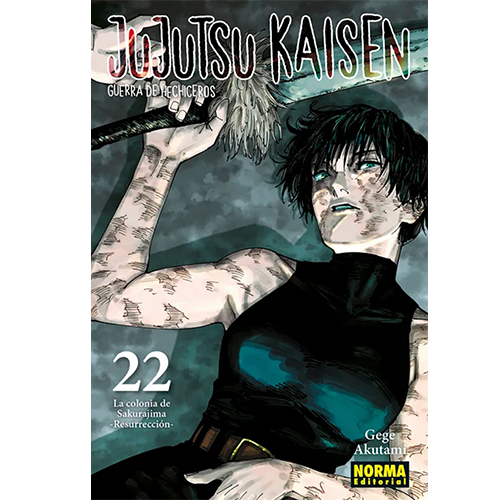 JUJUTSU KAISEN
GUERRA DE HECHICEROS
22
La colonia de
Sakurajima
-Resurrección-
Gege
Akutami
NORMA
Editorial